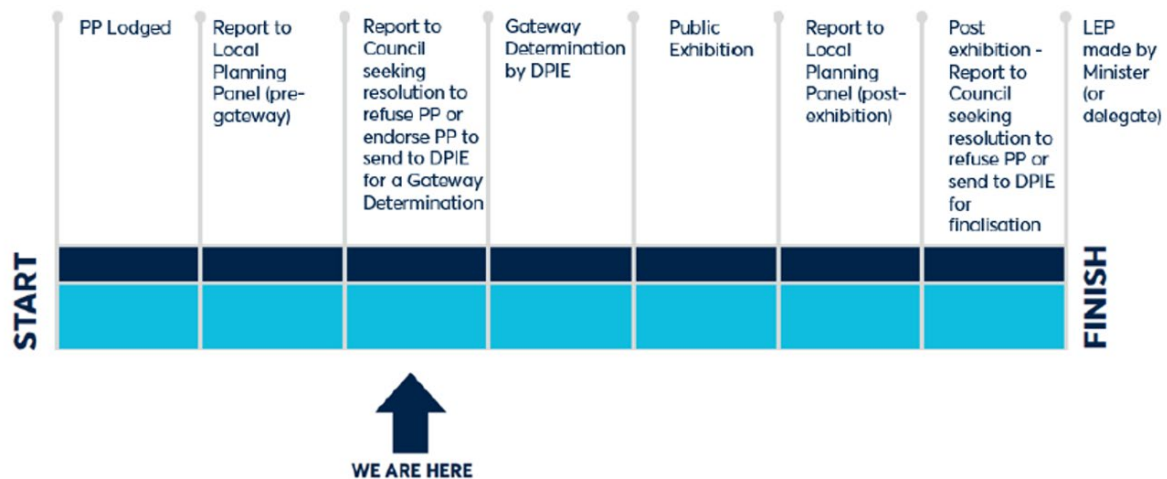 PP Lodged
Report to
Local
Planning
Panel (pre-
gateway)
Report to
Council
seeking
resolution to
refuse PP or
endorse PP to
send to DPIE
for a Gateway
Determination
Gateway
Determination
by DPIE
Public
Exhibition
Report to
Local
Planning
Panel (post-
exhibition)
Post
exhibition -
Report to
Council
seeking
resolution to
refuse PP or
send to DPIE
for
finalisation
LEP
made by
Minister
(or
delegate)
START
FINISH
WE ARE HERE